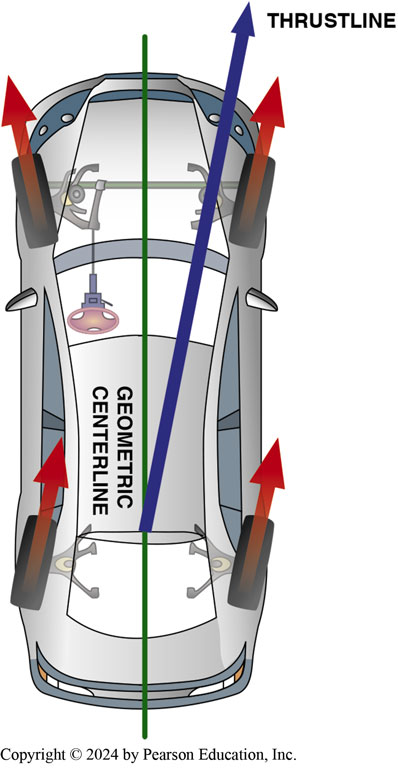 THRUSTLINE
GEOMETRIC
CENTERLINE
Copyright © 2024 by Pearson Education, Inc.